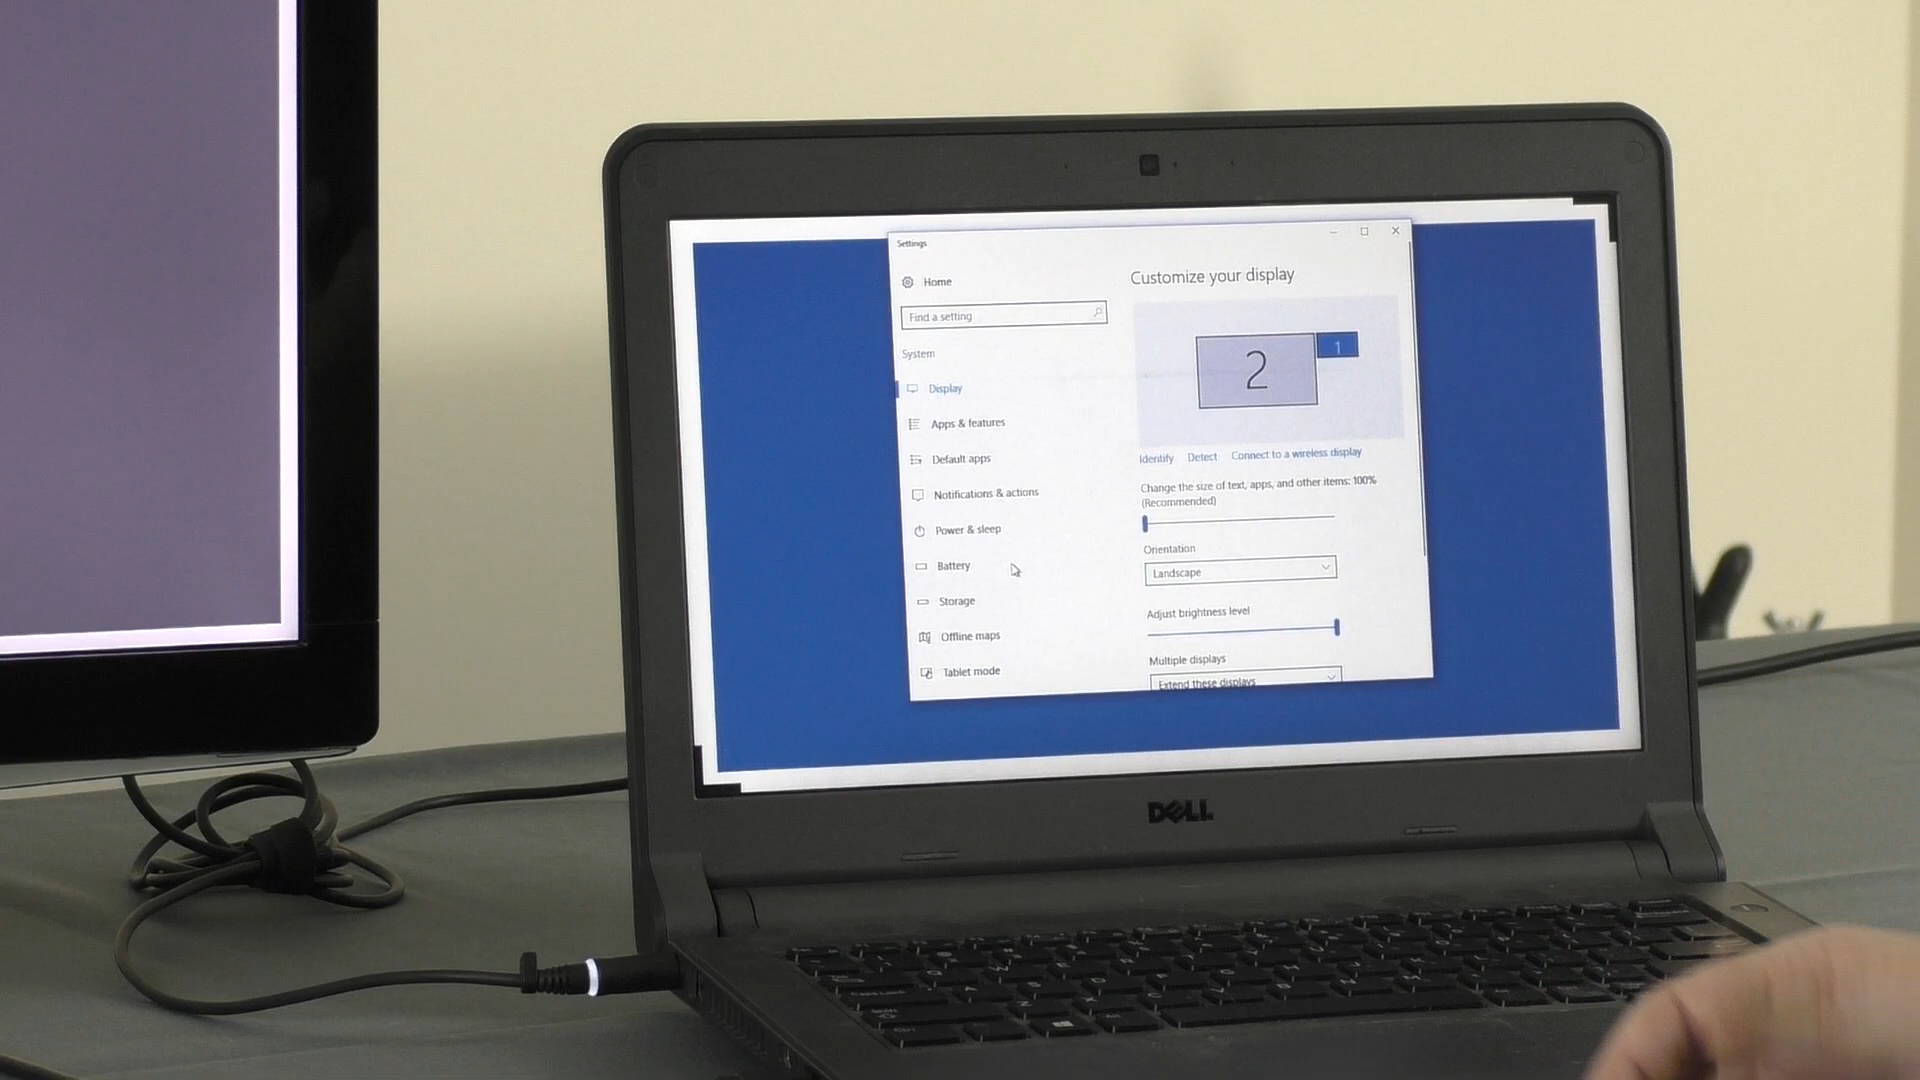 Settings
Home
Find a setting
System
Display
Apps & features
Default apps
Notifications & actions
Power & sleep
Battery
Storage
Offline maps
Tablet mode
Customize your display
2
1
Identify Detect Connect to a wireless display
Change the size of text, apps, and other items: 100%
(Recommended)
Orientation
Landscape
Adjust brightness level
Multiple displays
Extend these displays
DELL